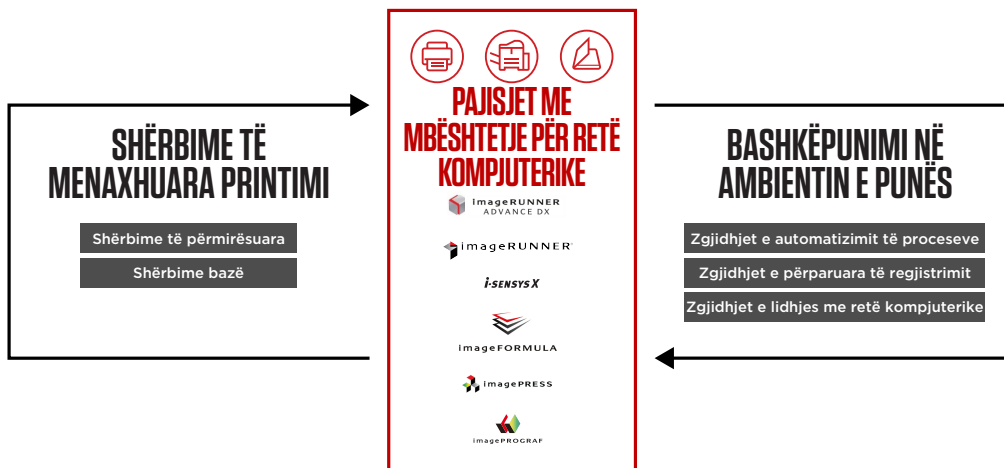 SHËRBIME TË
MENAXHUARA PRINTIMI
Shërbime të përmirësuara
Shërbime bazë
PAJISJET ME
MBËSHTETJE PËR RETË
KOMPJUTERIKE
imageRUNNER
ADVANCE DX
imageRUNNER
i-SENSYS X
imageFORMULA
imagePRESS
imagePROGRAF
BASHKËPUNIMI NË
AMBIENTIN E PUNËS
Zgjidhjet e automatizimit të proceseve
Zgjidhjet e përparuara të regjistrimit
Zgjidhjet e lidhjes me retë kompjuterike